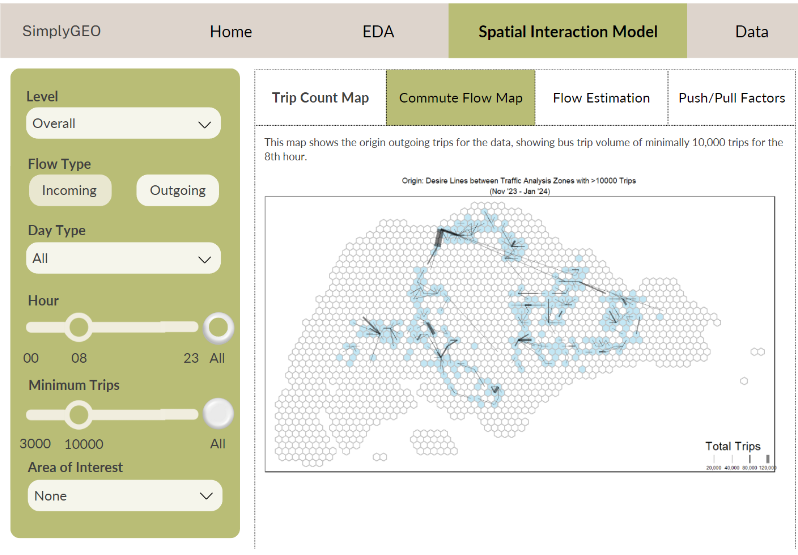 SimplyGEO
Home
EDA
Spatial Interaction Model
Data
Level
Overall
Flow Type
Incoming
Outgoing
Day Type
All
Hour
00 08 23 All
Minimum Trips
3000 10000 All
Area of Interest
None
Trip Count Map
Commute Flow Map
Flow Estimation
Push/Pull Factors
This map shows the origin outgoing trips for the data, showing bus trip volume of minimally 10,000 trips for the
8th hour.
Origin: Desire Lines between Traffic Analysis Zones with >10000 Trips
(Nov '23 - Jan '24)
Total Trips
20,000 40,000 80,000 120,000